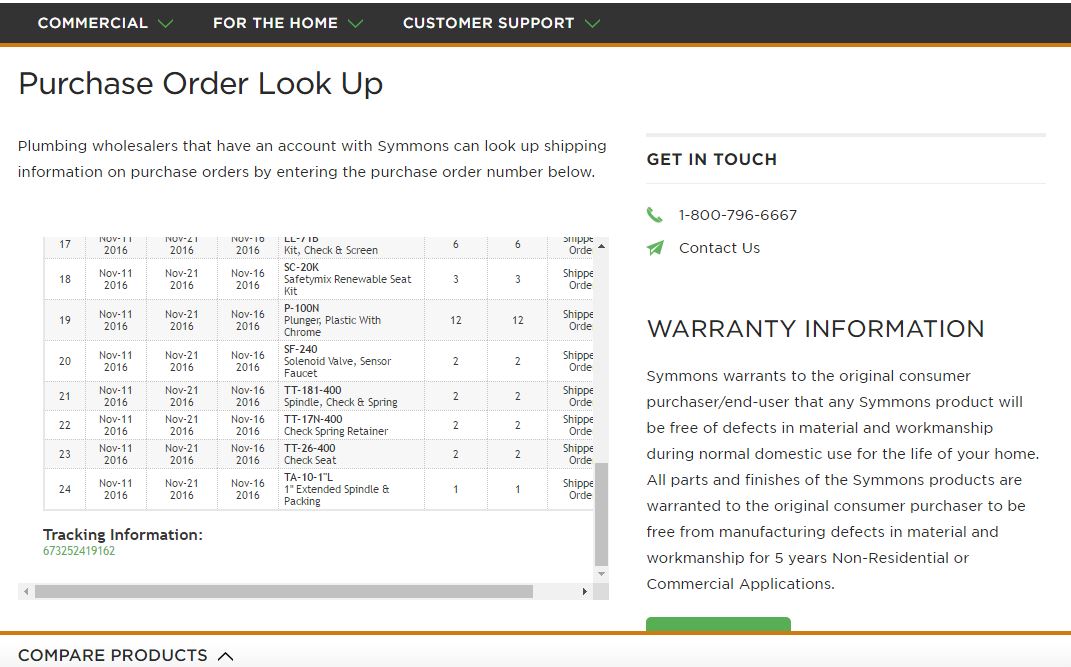 COMMERCIAL FOR THE HOME CUSTOMER SUPPORT
Purchase Order Look Up
Plumbing wholesalers that have an account with Symmons can look up shipping
information on purchase orders by entering the purchase order number below.
17 Nov-11 2016 Nov-21 2016 Nov-16 2016 LL-71B Kit, Check & Screen 6 6 Shippe Orde
18 Nov-11 2016 Nov-21 2016 Nov-16 2016 SC-20K Safetymix Renewable Seat Kit 3 3 Shippe Orde
19 Nov-11 2016 Nov-21 2016 Nov-16 2016 P-100N Plunger, Plastic With Chrome 12 12 Shippe Orde
20 Nov-11 2016 Nov-21 2016 Nov-16 2016 SF-240 Solenoid Valve, Sensor Faucet 2 2 Shippe Orde
21 Nov-11 2016 Nov-21 2016 Nov-16 2016 TT-181-400 Spindle, Check & Spring 2 2 Shippe Orde
22 Nov-11 2016 Nov-21 2016 Nov-16 2016 TT-17N-400 Check Spring Retainer 2 2 Shippe Orde
23 Nov-11 2016 Nov-21 2016 Nov-16 2016 TT-26-400 Check Seat 2 2 Shippe Orde
24 Nov-11 2016 Nov-21 2016 Nov-16 2016 TA-10-1"L 1" Extended Spindle & Packing 1 1 Shippe Orde
Tracking Information:
673252419162
GET IN TOUCH
1-800-796-6667
Contact Us
WARRANTY INFORMATION
Symmons warrants to the original consumer
purchaser/end-user that any Symmons product will
be free of defects in material and workmanship
during normal domestic use for the life of your home.
All parts and finishes of the Symmons products are
warranted to the original consumer purchaser to be
free from manufacturing defects in material and
workmanship for 5 years Non-Residential or
Commercial Applications.
COMPARE PRODUCTS